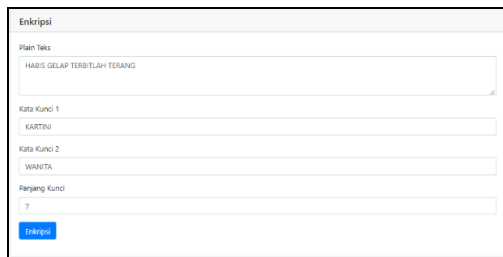 Enkripsi
Plain Teks
HABIS GELAP TERBITLAH TERANG
Kata Kunci 1
KARTINI
Kata Kunci 2
WANITA
Panjang Kunci
7
Enkripsi